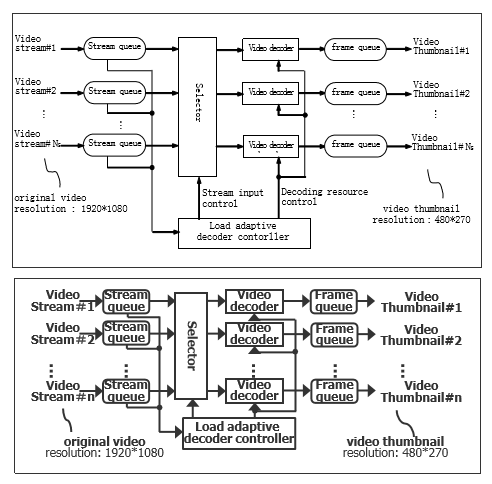 Video
stream#1
Stream queue
Video decoder
frame queue
Video
Thumbnail#1
Video
stream#2
Stream queue
Video decoder
frame queue
Video
Thumbnail#2
Selector
Video
stream#Ns
Stream queue
Video decoder
frame queue
Video
Thumbnail#Ns
original video
resolution : 1920*1080
Stream input
control
Decoding resource
control
video thumbnail
resolution : 480*270
Load adaptive
decoder contorller
Video
Stream#1
Stream
queue
Video
decoder
Frame
queue
Video
Thumbnail#1
Video
Stream#2
Stream
queue
Video
decoder
Frame
queue
Video
Thumbnail#2
Selector
Video
Stream#n
Stream
queue
Video
decoder
Frame
queue
Video
Thumbnail#n
original video
resolution: 1920*1080
Load adaptive
decoder controller
video thumbnail
resolution: 480*270